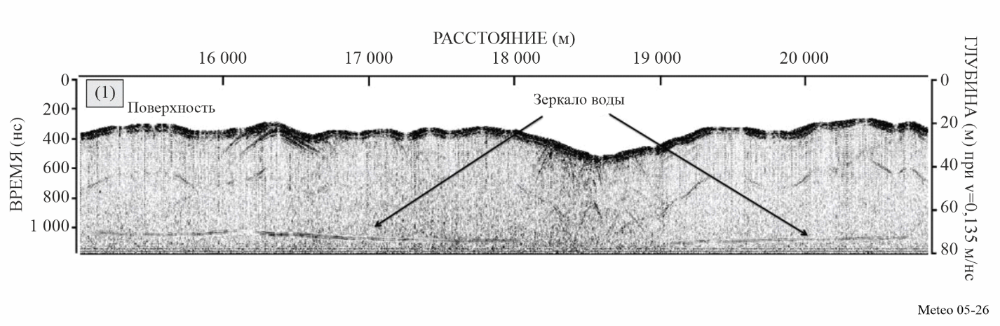 РАССТОЯНИЕ (м)
16 000 17 000 18 000 19 000 20 000
(1)
Поверхность
Зеркало воды
ВРЕМЯ (нс)
0
200
400
600
800
1 000
0
20
40
60
80
ГЛУБИНА (м) при v=0,135 м/нс
Meteo 05-26